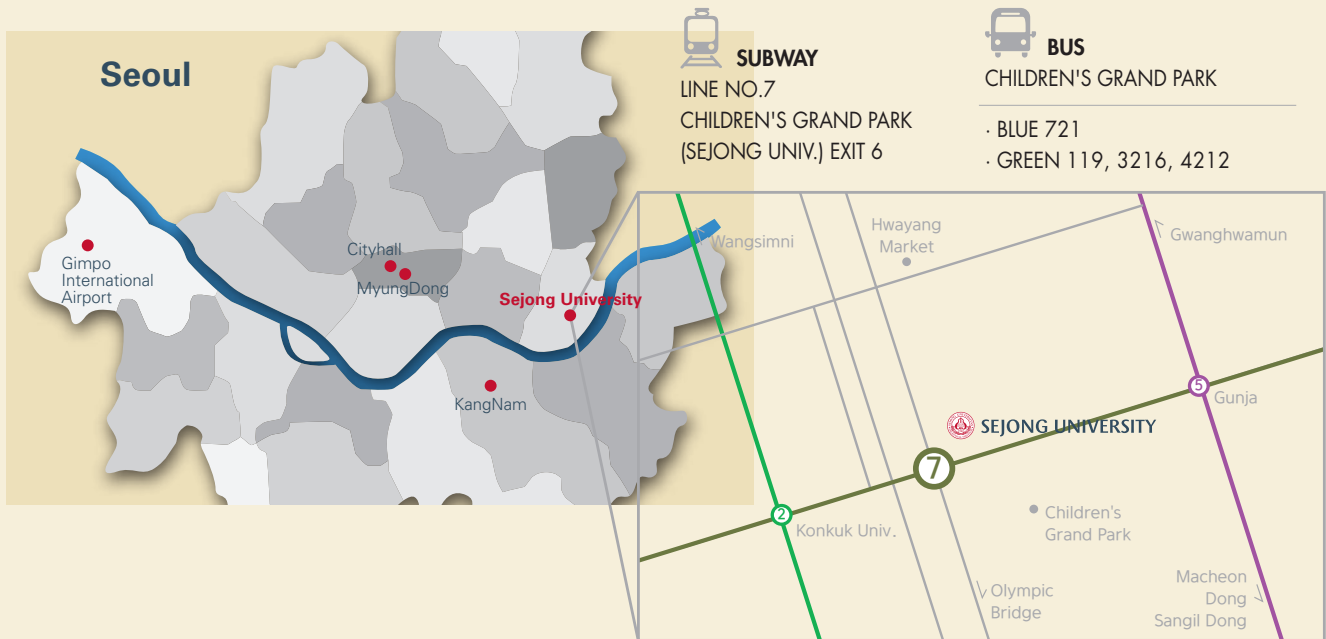 Seoul
Gimpo
International
Airport
Cityhall
MyungDong
Sejong University
KangNam
SUBWAY
LINE NO.7
CHILDREN'S GRAND PARK
(SEJONG UNIV.) EXIT 6
BUS
CHILDREN'S GRAND PARK
· BLUE 721
· GREEN 119, 3216, 4212
Wangsimni
Hwayang
Market
Gwanghwamun
5
Gunja
SEJONG UNIVERSITY
7
2
Konkuk Univ.
Children's
Grand Park
Olympic
Bridge
Macheon
Dong
Sangil Dong